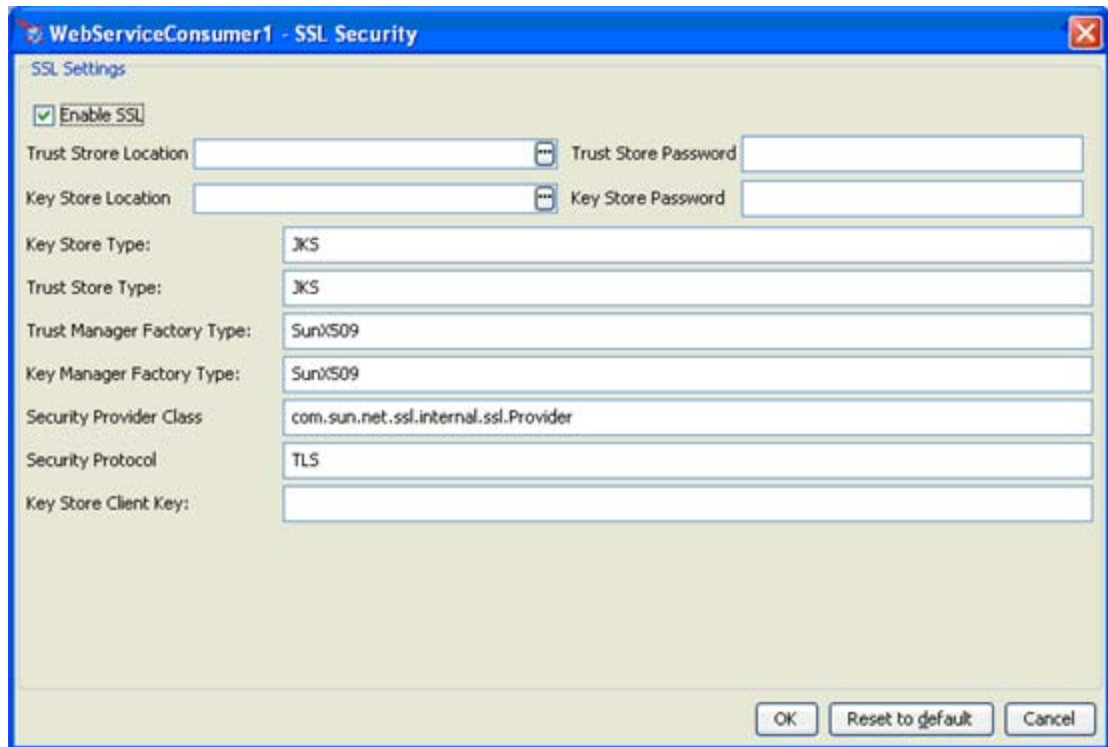 WebServiceConsumer1 - SSL Security
SSL Settings
Enable SSL
Trust Strore Location
Trust Store Password
Key Store Location
Key Store Password
Key Store Type:
JKS
Trust Store Type:
JKS
Trust Manager Factory Type:
SunX509
Key Manager Factory Type:
SunX509
Security Provider Class
com.sun.net.ssl.internal.ssl.Provider
Security Protocol
TLS
Key Store Client Key:
OK
Reset to default
Cancel